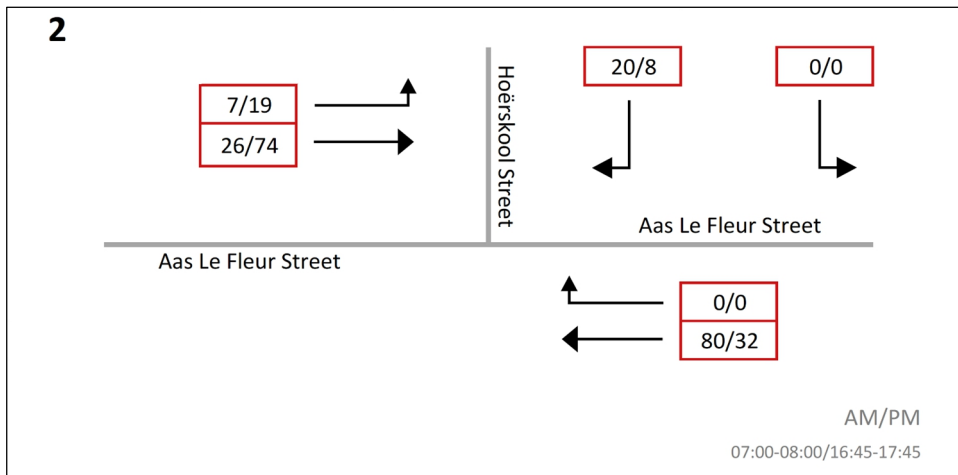 2
7/19
26/74
Hoërskool Street
20/8
0/0
Aas Le Fleur Street
Aas Le Fleur Street
0/0
80/32
AM/PM
07:00-08:00/16:45-17:45